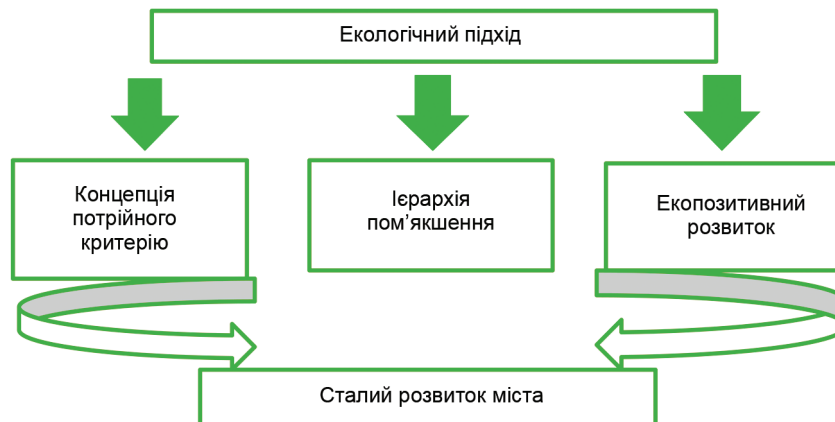 Екологічний підхід
Концепція
потрійного
критерію
Ієрархія
пом’якшення
Екопозитивний
розвиток
Сталий розвиток міста